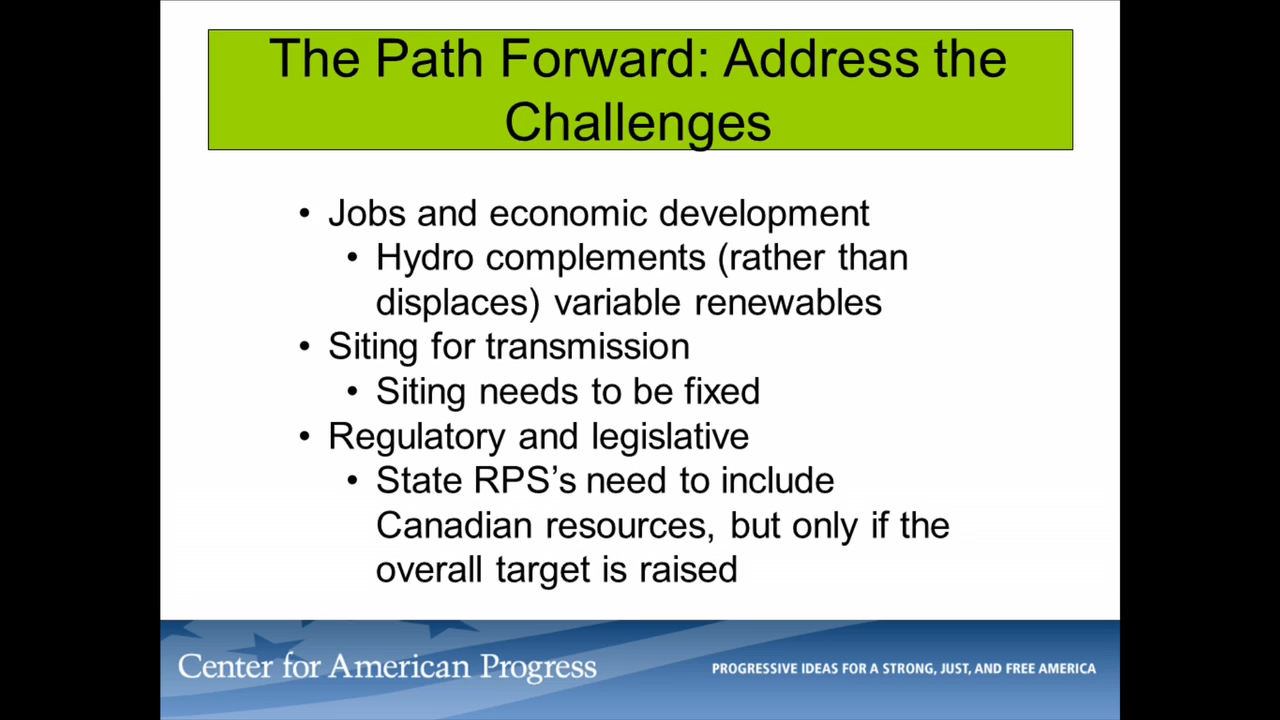 The Path Forward: Address the
Challenges
• Jobs and economic development
• Hydro complements (rather than
displaces) variable renewables
• Siting for transmission
• Siting needs to be fixed
• Regulatory and legislative
• State RPS’s need to include
Canadian resources, but only if the
overall target is raised
Center for American Progress
PROGRESSIVE IDEAS FOR A STRONG, JUST, AND FREE AMERICA